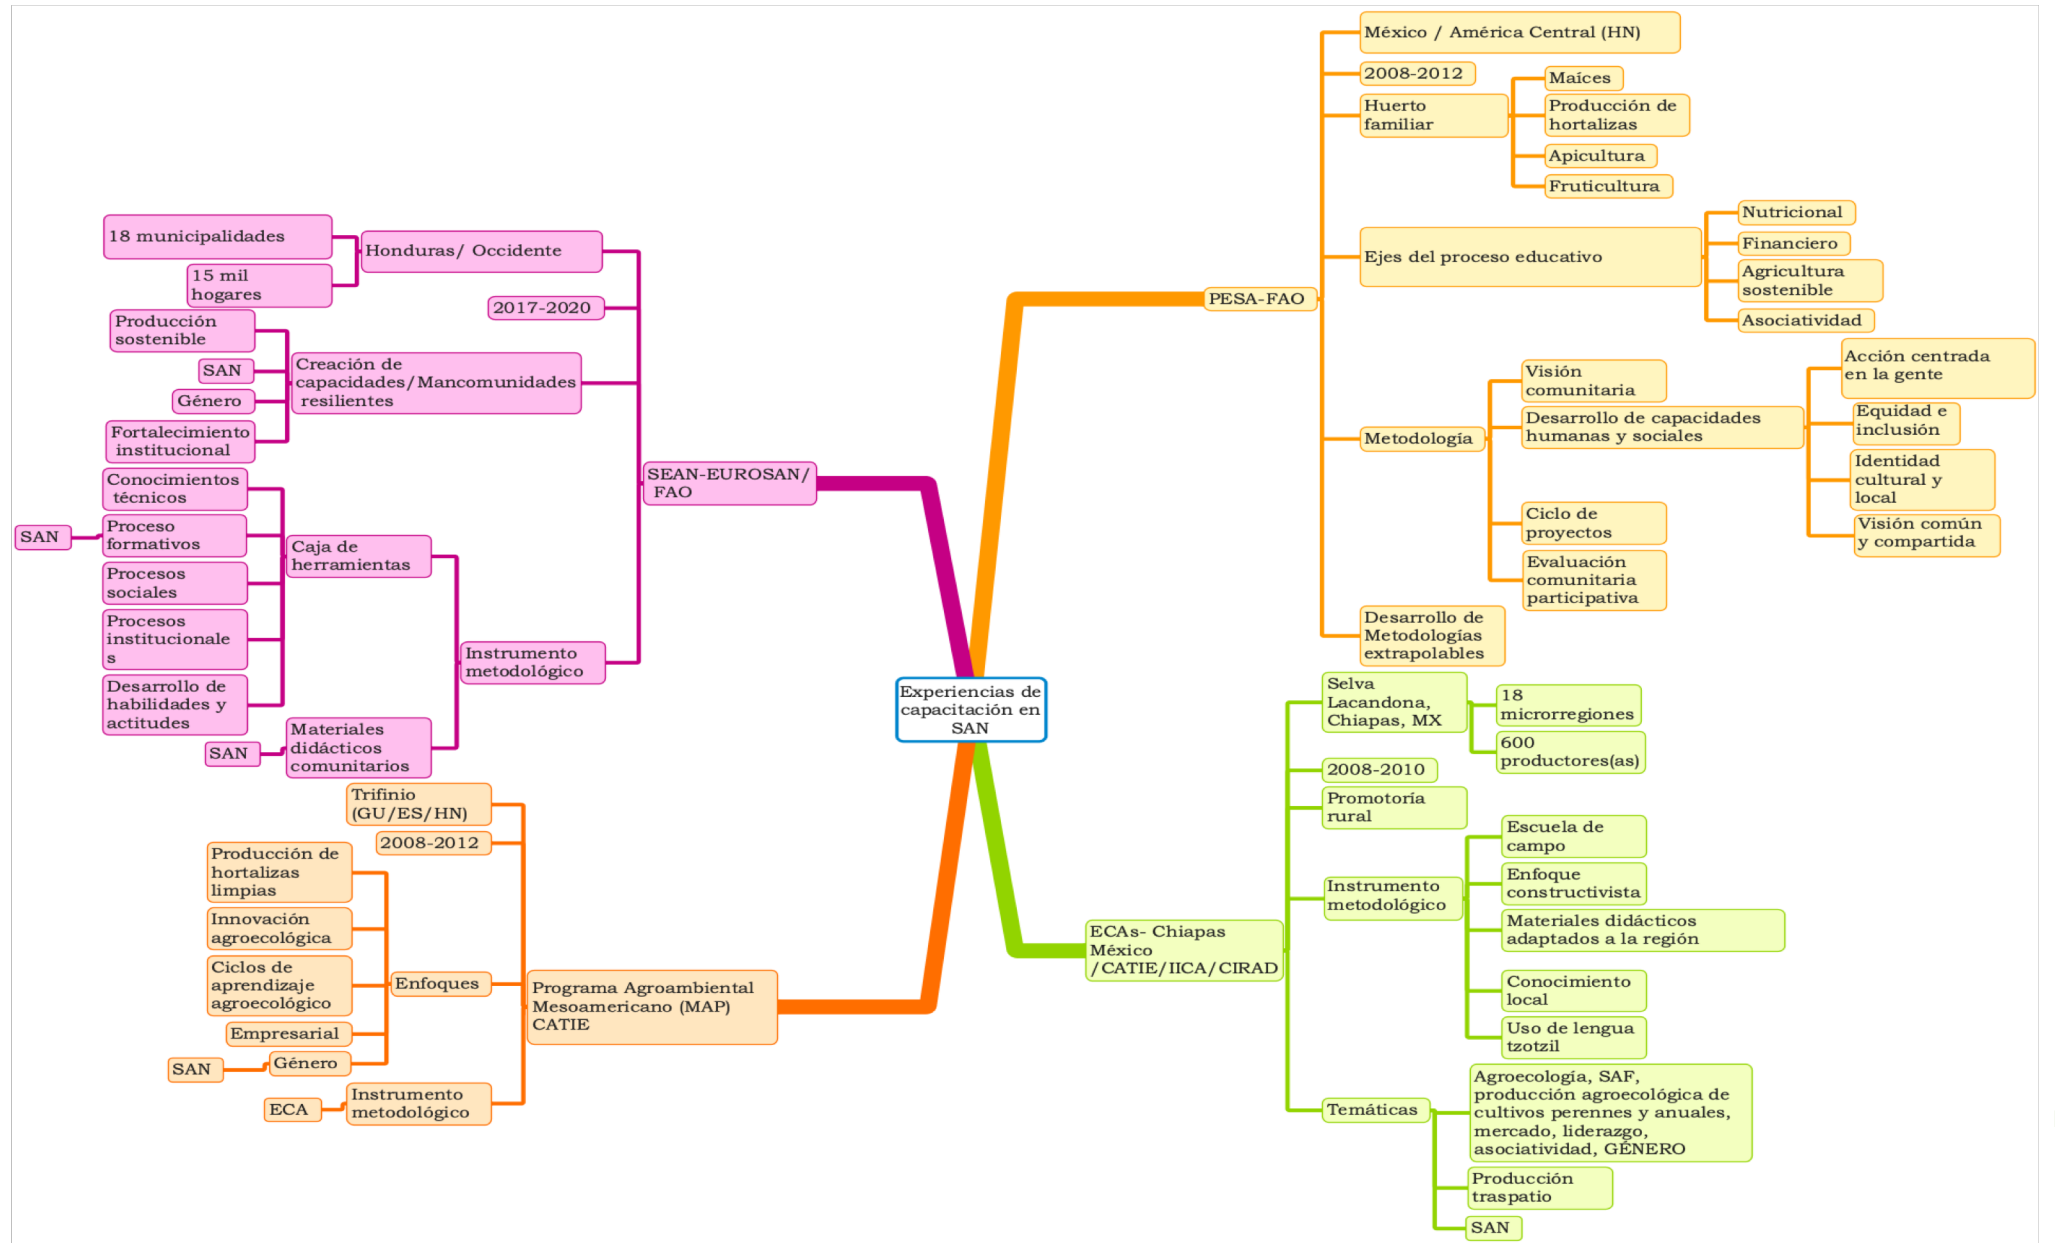 México / América Central (HN)
2008-2012
Huerto
familiar
Maíces
Producción de
hortalizas
Apicultura
Fruticultura
Ejes del proceso educativo
Nutricional
Financiero
Agricultura
sostenible
Asociatividad
PESA-FAO
Metodología
Visión
comunitaria
Desarrollo de capacidades
humanas y sociales
Acción centrada
en la gente
Equidad e
inclusión
Identidad
cultural y
local
Visión común
y compartida
Ciclo de
proyectos
Evaluación
comunitaria
participativa
Desarrollo de
Metodologías
extrapolables
18 municipalidades
15 mil
hogares
Honduras/ Occidente
2017-2020
Producción
sostenible
SAN
Género
Fortalecimiento
institucional
Creación de
capacidades/Mancomunidades
resilientes
SEAN-EUROSAN/
FAO
Conocimientos
técnicos
SAN
Proceso
formativos
Procesos
sociales
Procesos
institucionale
s
Desarrollo de
habilidades y
actitudes
Caja de
herramientas
Instrumento
metodológico
SAN
Materiales
didácticos
comunitarios
Experiencias de
capacitación en
SAN
Selva
Lacandona,
Chiapas, MX
18
microrregiones
600
productores(as)
2008-2010
Promotoría
rural
Instrumento
metodológico
Escuela de
campo
Enfoque
constructivista
Materiales didácticos
adaptados a la región
Conocimiento
local
Uso de lengua
tzotzil
ECAs- Chiapas
México
/CATIE/IICA/CIRAD
Temáticas
Agroecología, SAF,
producción agroecológica de
cultivos perennes y anuales,
mercado, liderazgo,
asociatividad, GÉNERO
Producción
traspatio
SAN
Trifinio
(GU/ES/HN)
2008-2012
Producción de
hortalizas
limpias
Innovación
agroecológica
Ciclos de
aprendizaje
agroecológico
Empresarial
SAN
Género
Enfoques
Programa Agroambiental
Mesoamericano (MAP)
CATIE
ECA
Instrumento
metodológico